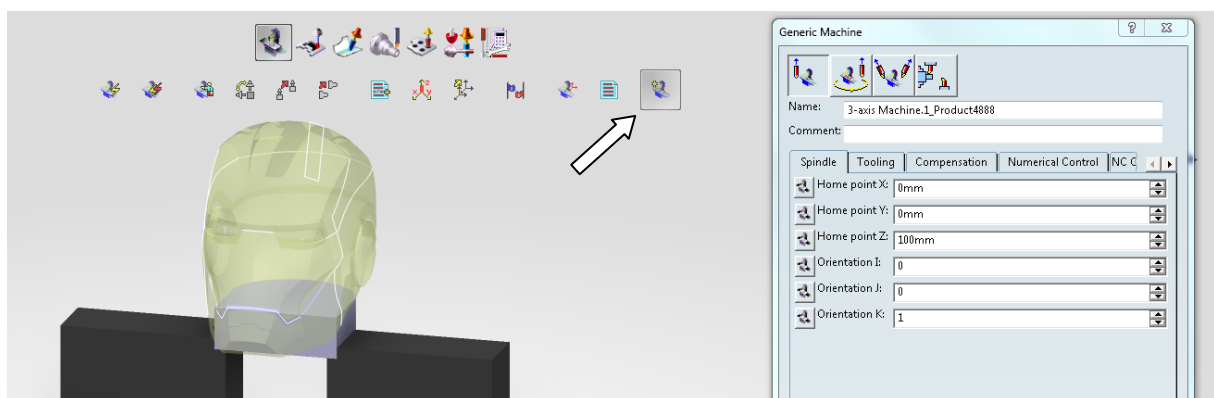 Generic Machine
Name: 3-axis Machine.1_Product4888
Comment:
Spindle Tooling Compensation Numerical Control NC C
Home point X: 0mm
Home point Y: 0mm
Home point Z: 100mm
Orientation I: 0
Orientation J: 0
Orientation K: 1